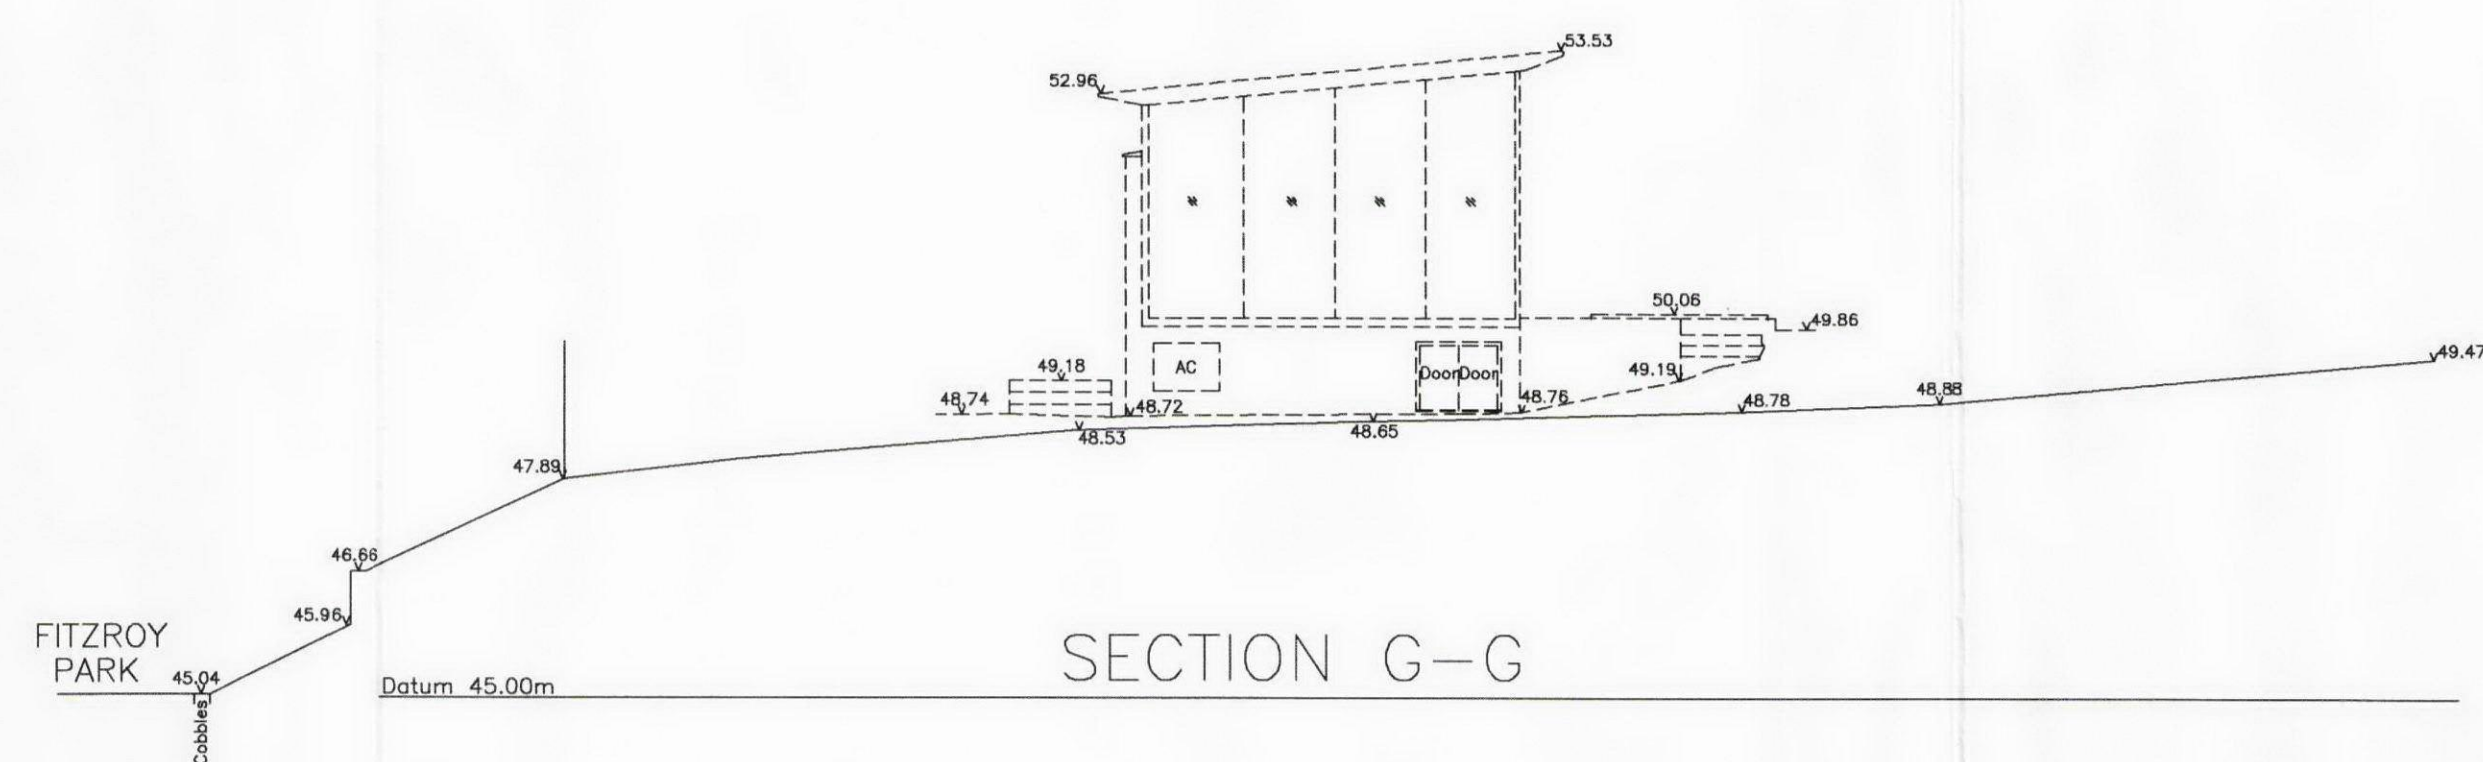 53.53
52.96
50.06
49.86
49.47
AC
Door
Door
49.19
49.18
48.74
48.72
48.76
48.78
48.88
48.53
48.65
47.89
46.66
45.96
FITZROY
PARK
45.04
Cobbles
Datum 45.00m
SECTION G-G